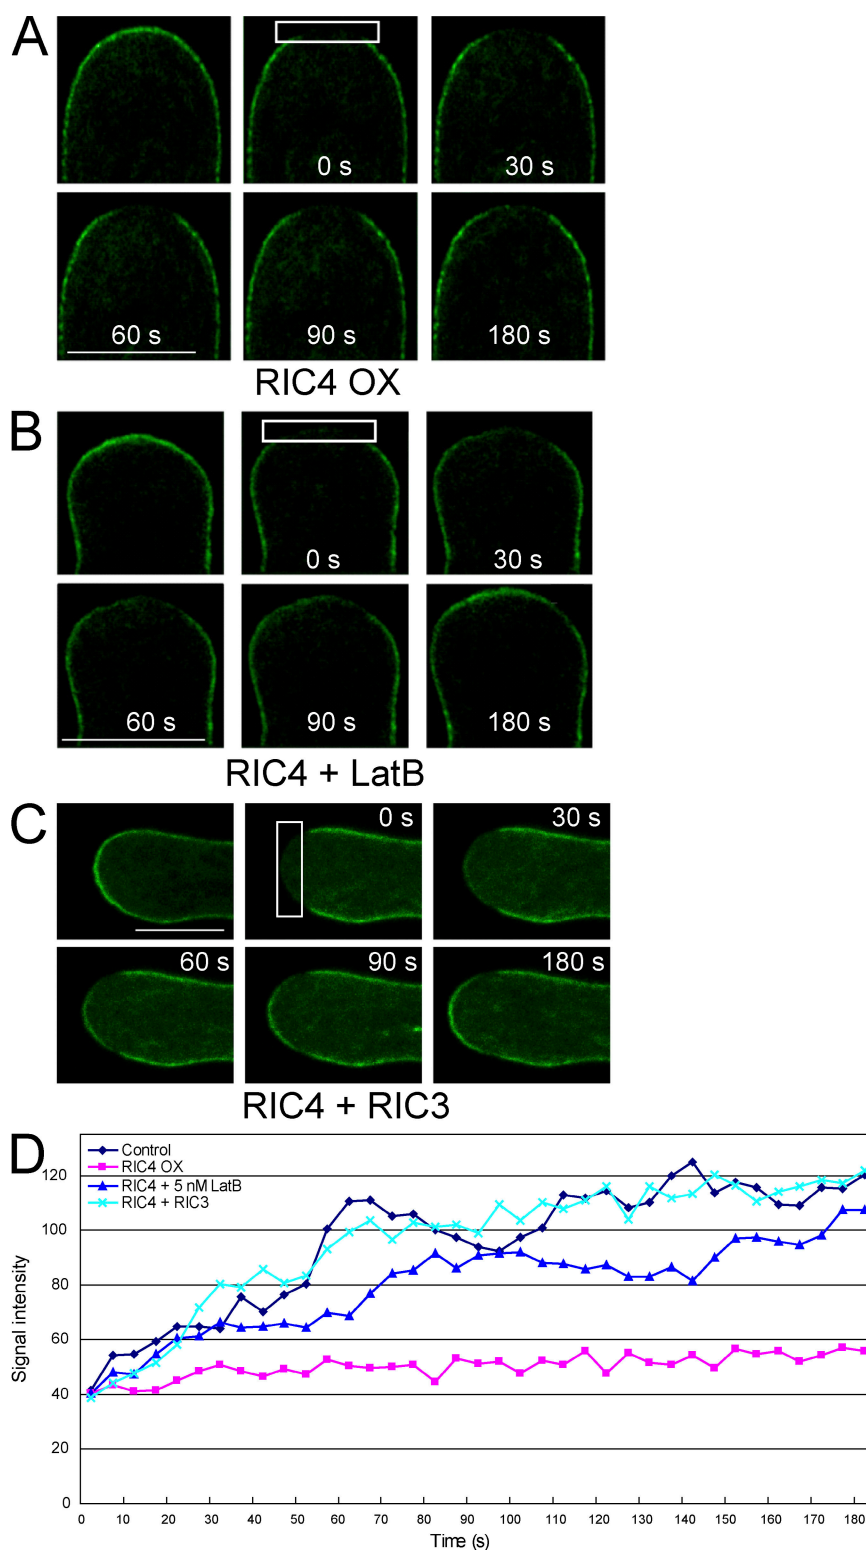 A
0 s
30 s
60 s
90 s
180 s
RIC4 OX
B
0 s
30 s
60 s
90 s
180 s
RIC4 + LatB
C
0 s
30 s
60 s
90 s
180 s
RIC4 + RIC3
D
Control
RIC4 OX
RIC4 + 5 nM LatB
RIC4 + RIC3
120
100
80
60
40
20
0
Signal intensity
0 10 20 30 40 50 60 70 80 90 100 110 120 130 140 150 160 170 180
Time (s)